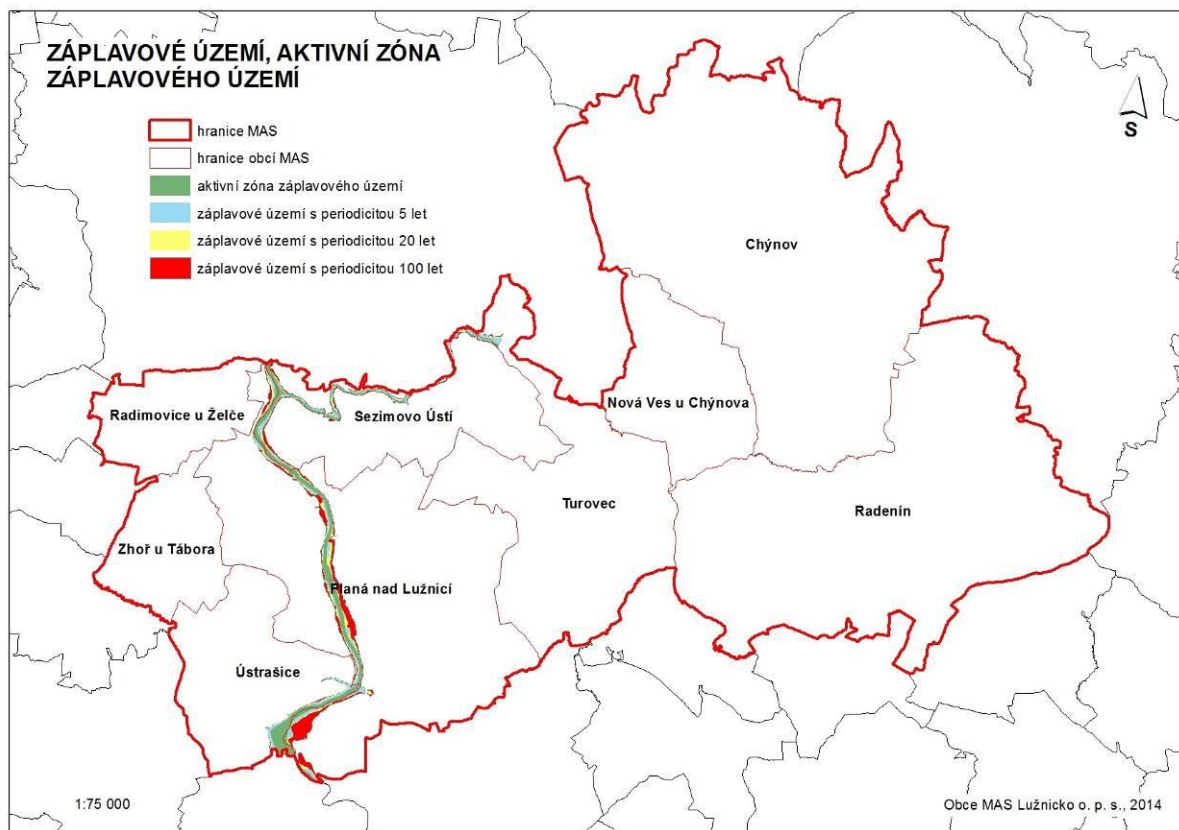 ZÁPLAVOVÉ ÚZEMÍ, AKTIVNÍ ZÓNA
ZÁPLAVOVÉHO ÚZEMÍ
hranice MAS
hranice obcí MAS
aktivní zóna záplavového území
záplavové území s periodicitou 5 let
záplavové území s periodicitou 20 let
záplavové území s periodicitou 100 let
S
Chýnov
Nová Ves u Chýnova
Radimovice u Želče
Sezimovo Ústí
Turovec
Radenín
Zhoř u Tábora
Planá nad Lužnicí
Ústrašice
1:75 000
Obce MAS Lužnicko o. p. s., 2014